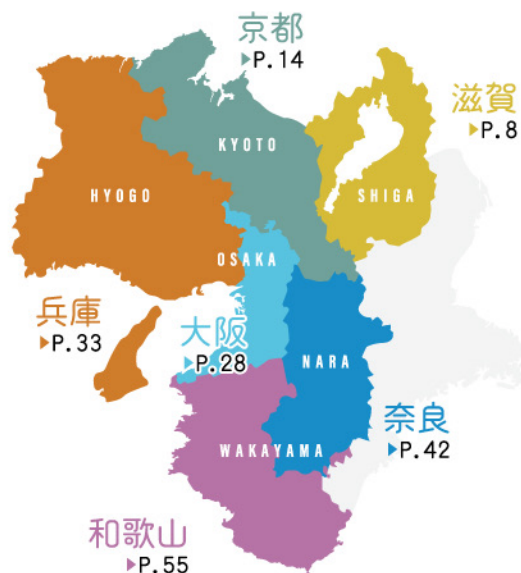 京都
▶P.14
滋賀
▶P.8
KYOTO
HYOGO
SHIGA
OSAKA
兵庫
▶P.33
大阪
▶P.28
NARA
奈良
▶P.42
WAKAYAMA
和歌山
▶P.55